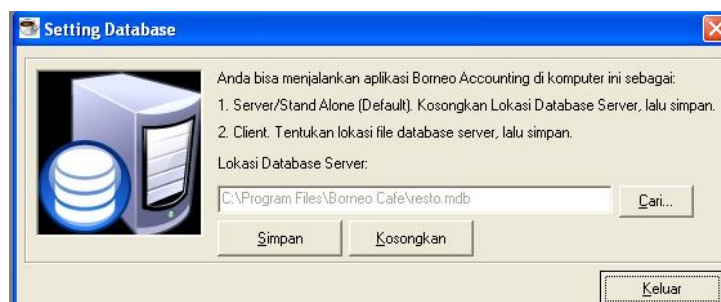 Setting Database
Anda bisa menjalankan aplikasi Borneo Accounting di komputer ini sebagai:
1. Server/Stand Alone (Default). Kosongkan Lokasi Database Server, lalu simpan.
2. Client. Tentukan lokasi file database server, lalu simpan.
Lokasi Database Server:
C:\Program Files\Borneo Cafe\resto.mdb
Cari...
Simpan Kosongkan
Keluar